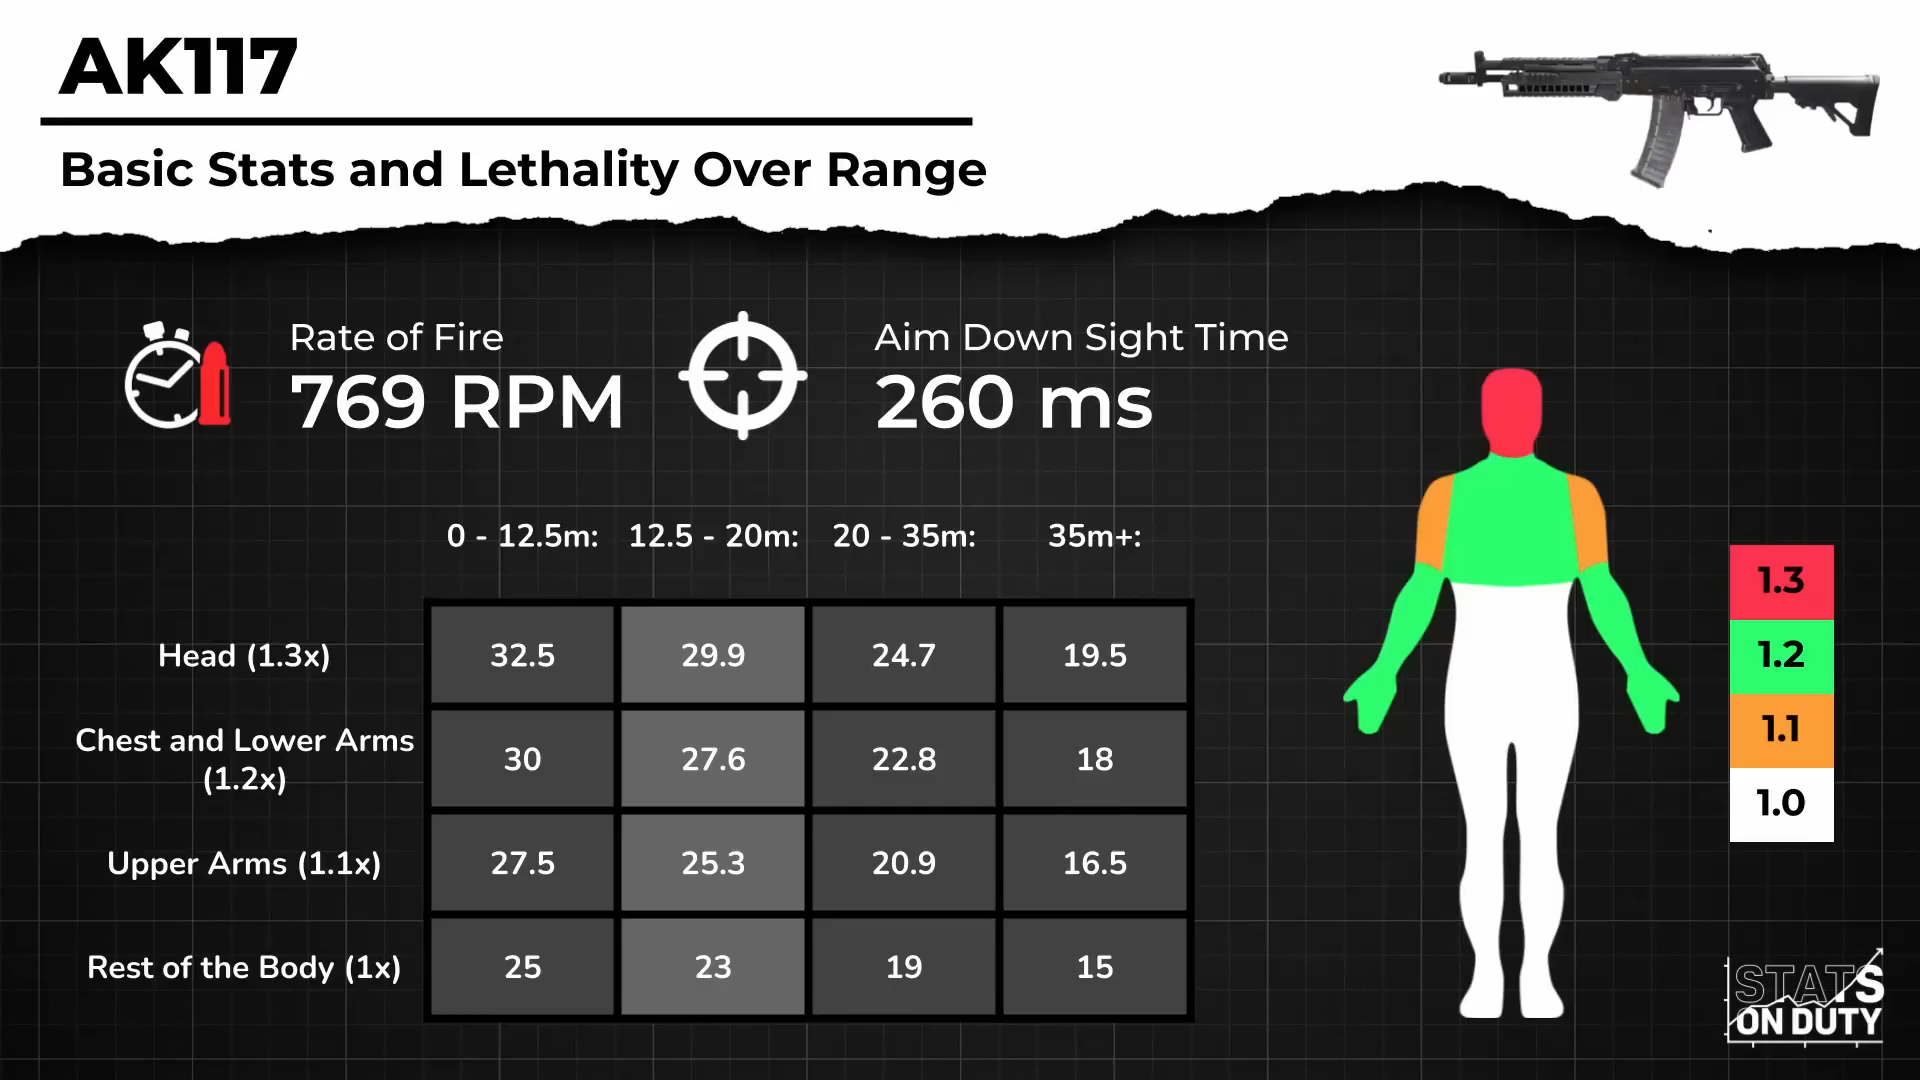 AK117
Basic Stats and Lethality Over Range
Rate of Fire
769 RPM
Aim Down Sight Time
260 ms
0 - 12.5m: 12.5 - 20m: 20 - 35m: 35m+:
Head (1.3x) 32.5 29.9 24.7 19.5
Chest and Lower Arms
(1.2x) 30 27.6 22.8 18
Upper Arms (1.1x) 27.5 25.3 20.9 16.5
Rest of the Body (1x) 25 23 19 15
1.3
1.2
1.1
1.0
STATS
ON DUTY